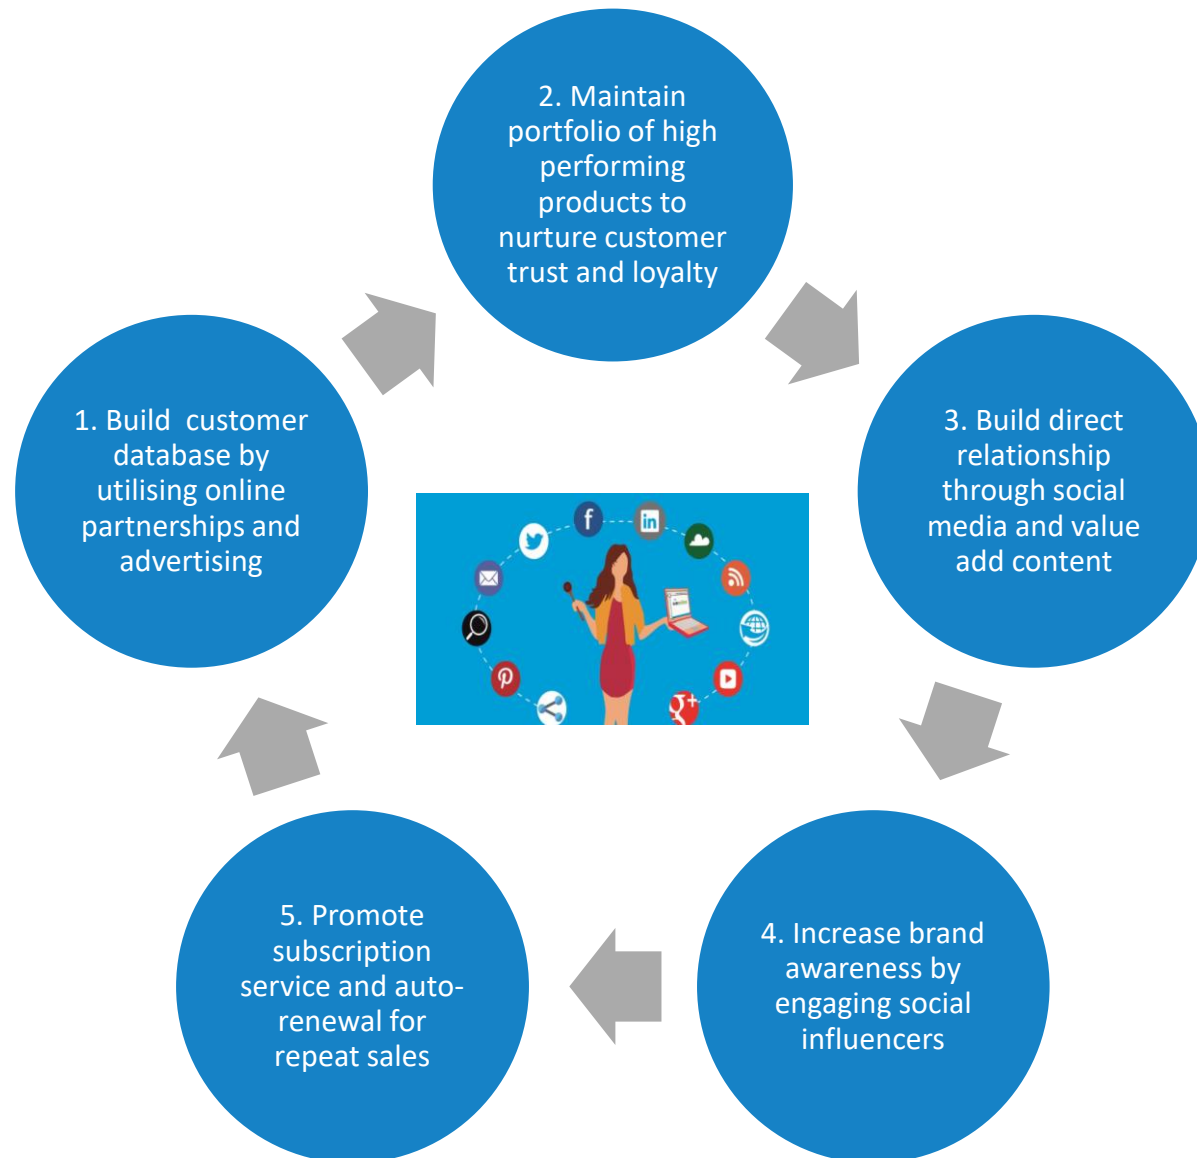 1. Build  customer
database by
utilising online
partnerships and
advertising
2. Maintain
portfolio of high
performing
products to
nurture customer
trust and loyalty
3. Build direct
relationship
through social
media and value
add content
4. Increase brand
awareness by
engaging social
influencers
5. Promote
subscription
service and auto-
renewal for
repeat sales
f
in
g+